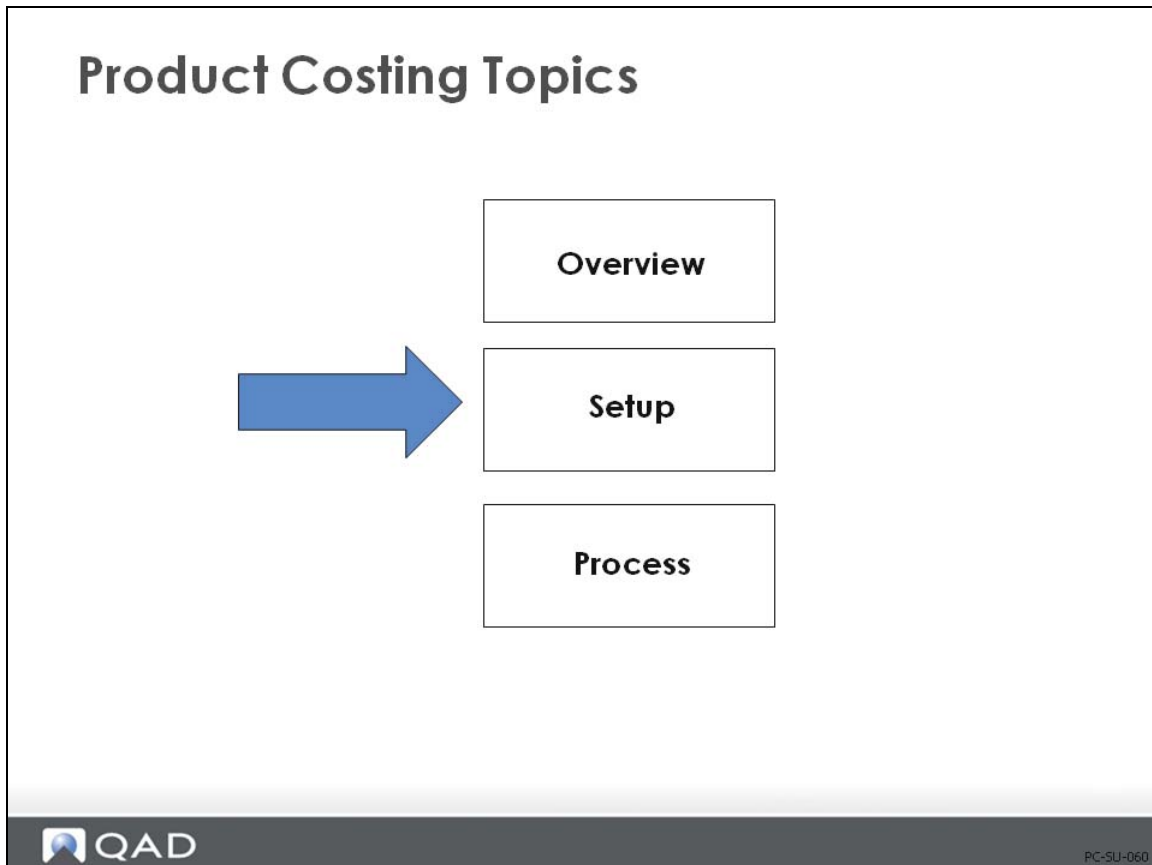 Product Costing Topics
Overview
Setup
Process
QAD
PC-SU-060